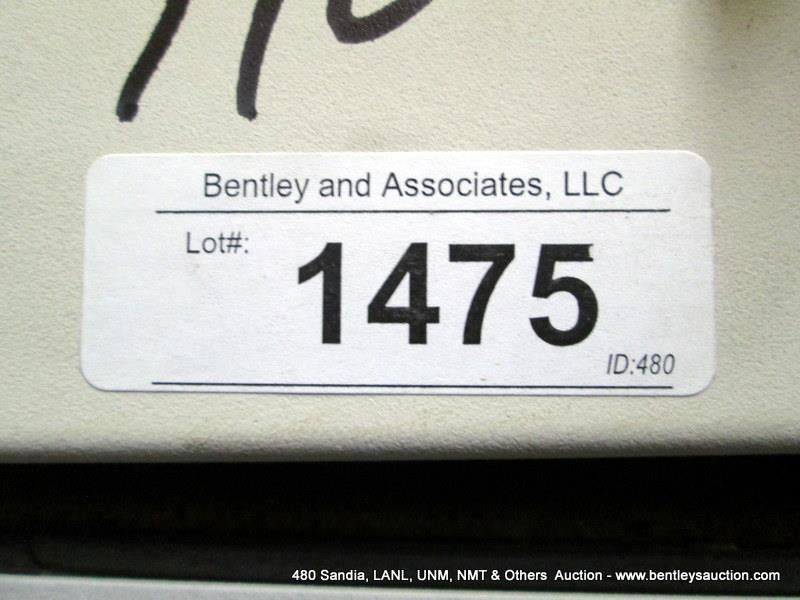 Bentley and Associates, LLC
Lot#:
1475
ID:480
480 Sandia, LANL, UNM, NMT & Others Auction - www.bentleysauction.com